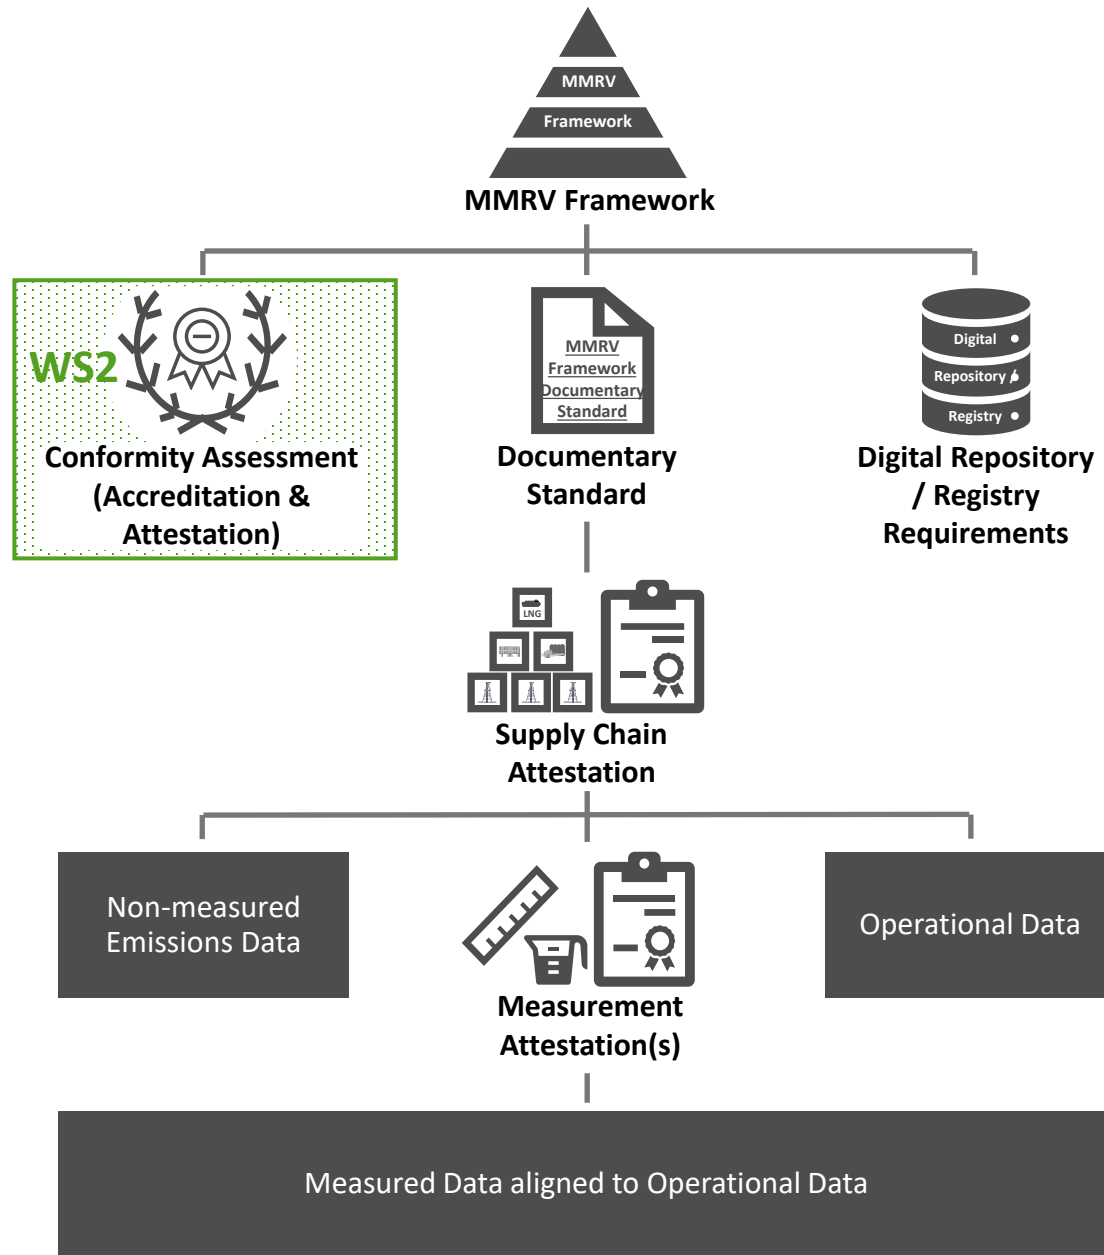 MMRV
Framework
MMRV Framework
WS2
Conformity Assessment
(Accreditation &
Attestation)
MMRV
Framework
Documentary
Standard
Documentary
Standard
Digital
Repository
Registry
Digital Repository
/ Registry
Requirements
LNG
Supply Chain
Attestation
Non-measured
Emissions Data
Measurement
Attestation(s)
Operational Data
Measured Data aligned to Operational Data